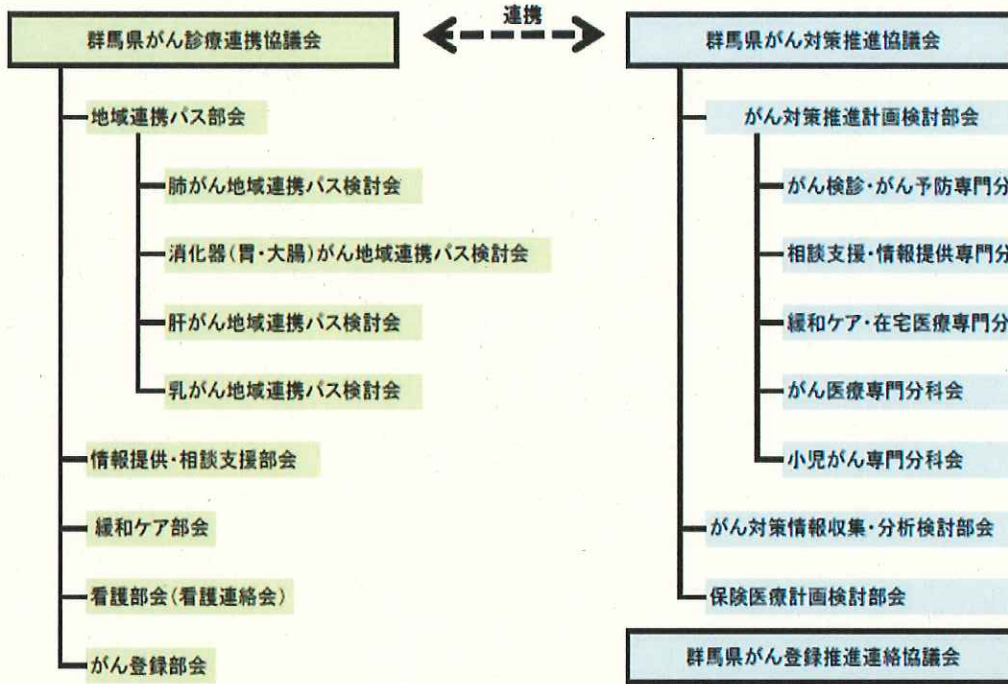 連携
群馬県がん診療連携協議会
地域連携パス部会
肺がん地域連携パス検討会
消化器(胃・大腸)がん地域連携パス検討会
肝がん地域連携パス検討会
乳がん地域連携パス検討会
情報提供・相談支援部会
緩和ケア部会
看護部会(看護連絡会)
がん登録部会
群馬県がん対策推進協議会
がん対策推進計画検討部会
がん検診・がん予防専門分
相談支援・情報提供専門分
緩和ケア・在宅医療専門分
がん医療専門分科会
小児がん専門分科会
がん対策情報収集・分析検討部会
保険医療計画検討部会
群馬県がん登録推進連絡協議会